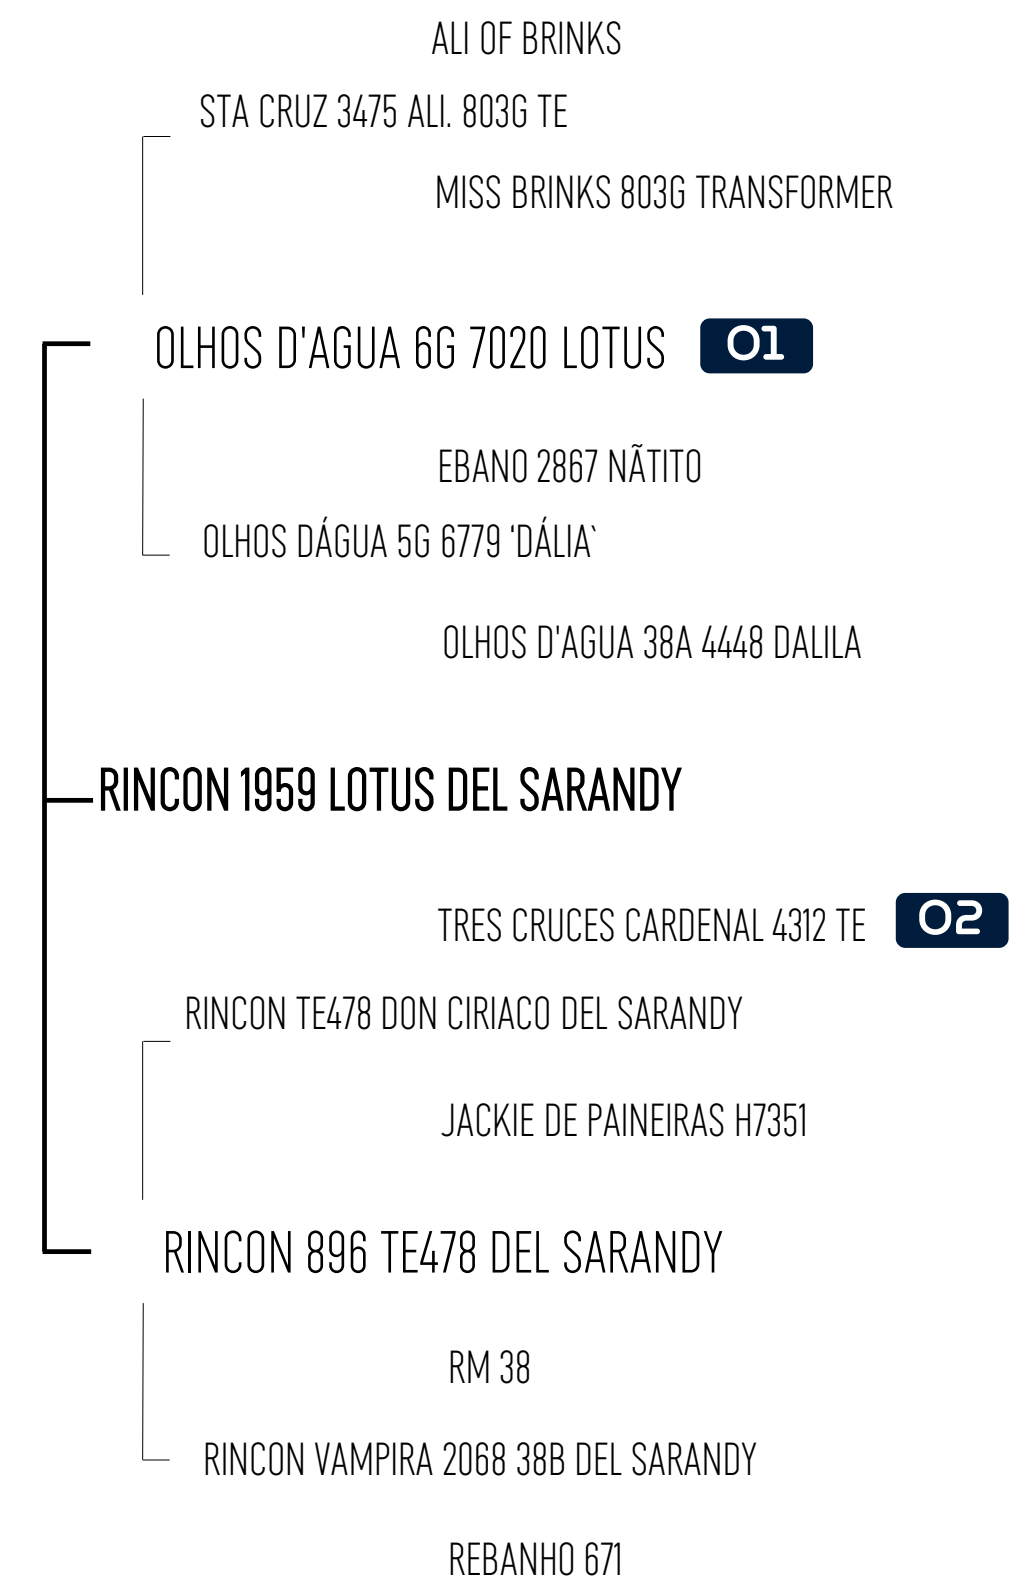 ALI OF BRINKS
STA CRUZ 3475 ALI. 803G TE
MISS BRINKS 803G TRANSFORMER
OLHOS D'AGUA 6G 7020 LOTUS 01
EBANO 2867 NÃTITO
OLHOS DÁGUA 5G 6779 ‘DÁLIA`
OLHOS D'AGUA 38A 4448 DALILA
RINCON 1959 LOTUS DEL SARANDY
TRES CRUCES CARDENAL 4312 TE 02
RINCON TE478 DON CIRIACO DEL SARANDY
JACKIE DE PAINEIRAS H7351
RINCON 896 TE478 DEL SARANDY
RM 38
RINCON VAMPIRA 2068 38B DEL SARANDY
REBANHO 671